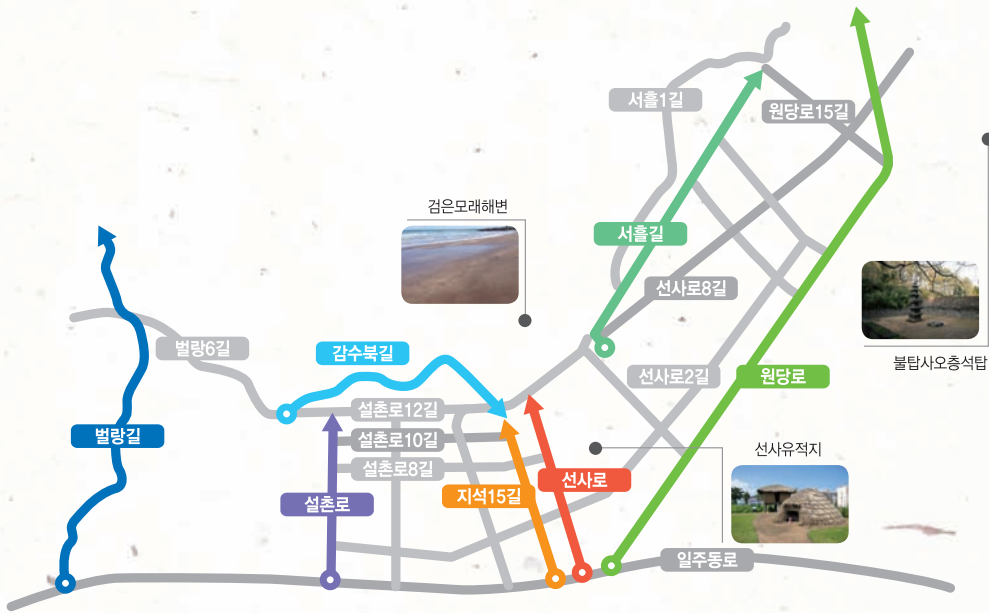 서흘1길
원당로15길
검은모래해변
서흘길
선사로8길
벌랑6길
감수북길
불탑사오층석탑
선사로2길
원당로
설촌로12길
벌랑길
설촌로10길
선사유적지
설촌로8길
선사로
지석15길
설촌로
일주동로